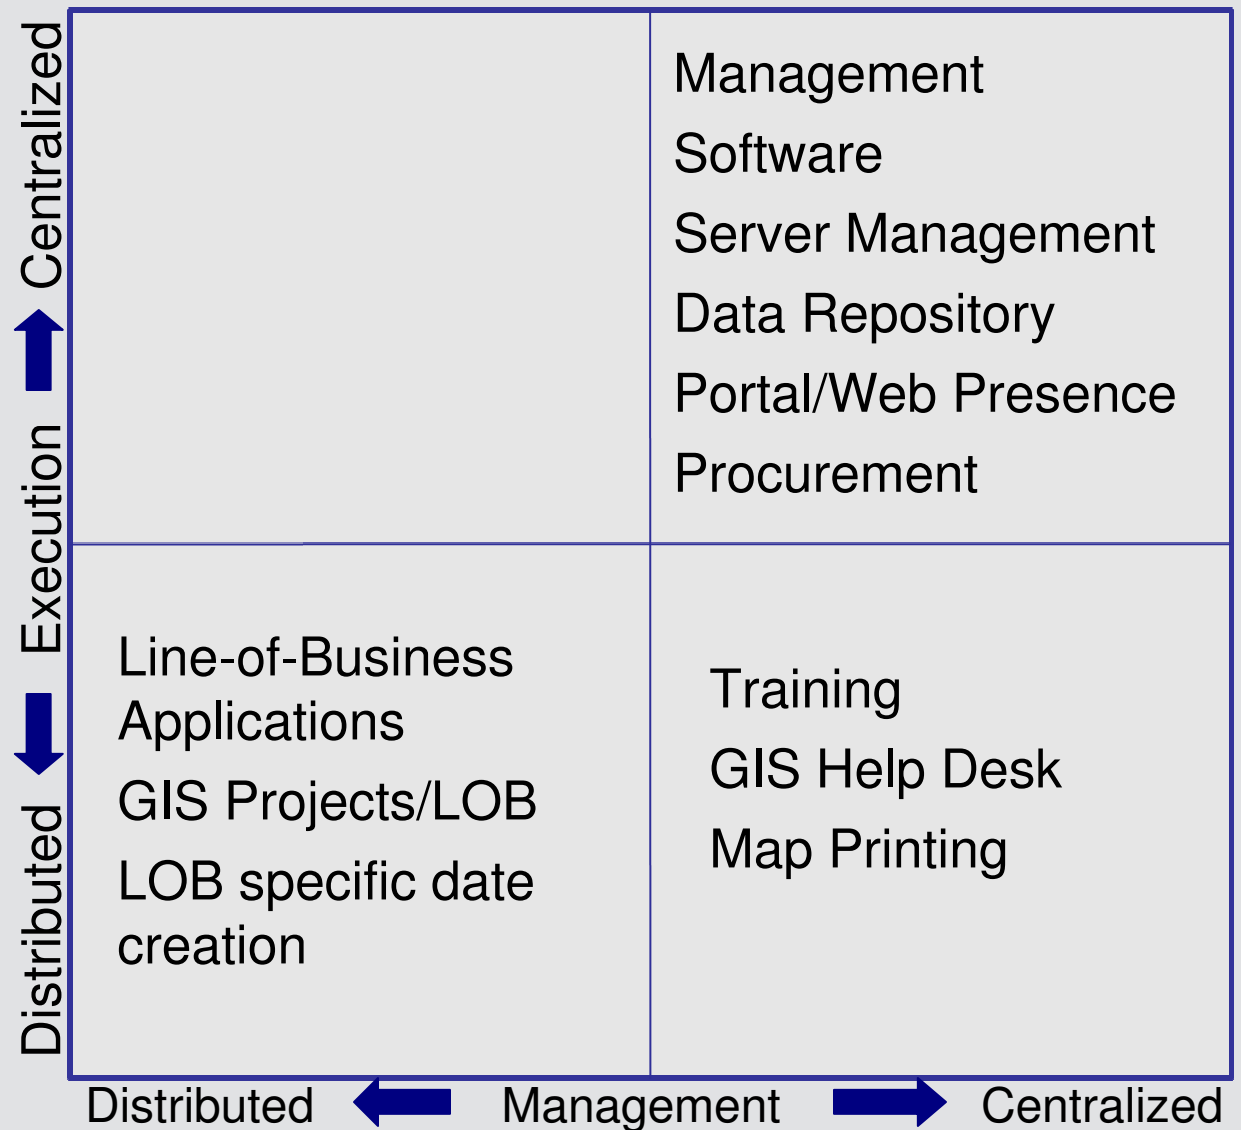 Centralized
Execution
Distributed
Management
Software
Server Management
Data Repository
Portal/Web Presence
Procurement
Line-of-Business
Applications
GIS Projects/LOB
LOB specific date
creation
Training
GIS Help Desk
Map Printing
Distributed
Management
Centralized